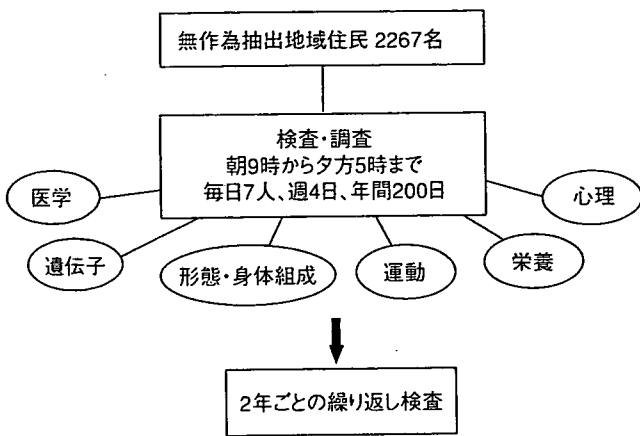 無作為抽出地域住民 2267名
検査・調査
朝9時から夕方5時まで
毎日7人、週4日、年間200日
医学
心理
遺伝子
形態・身体組成
運動
栄養
2年ごとの繰り返し検査